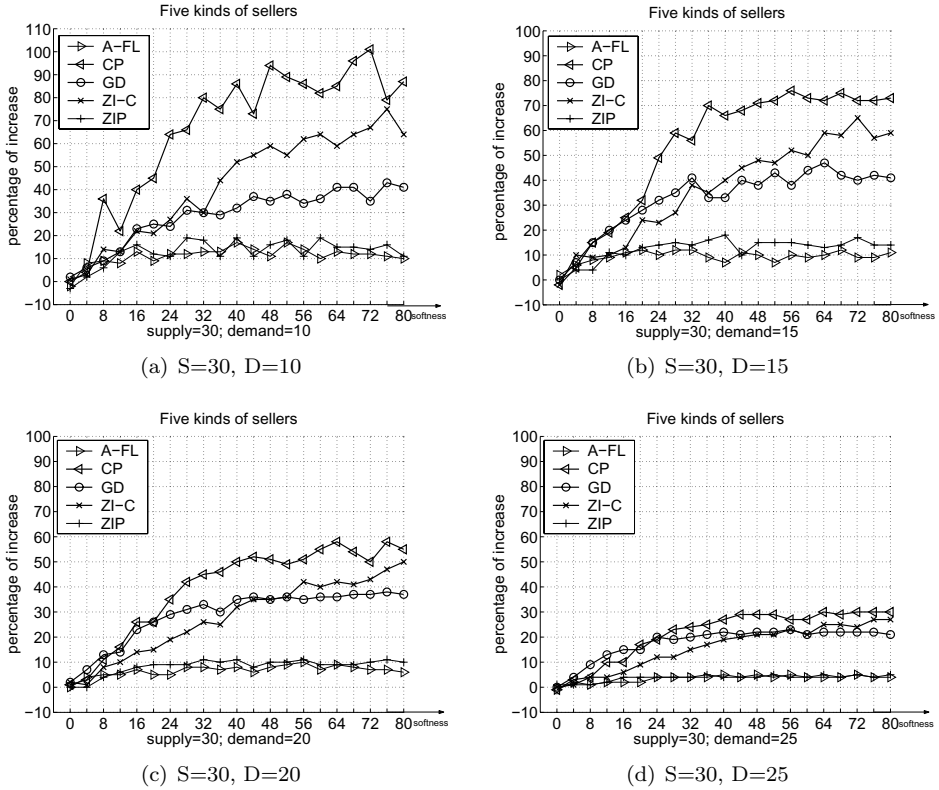 Five kinds of sellers
110
100
90
80
70
60
50
40
30
20
10
0
−10
percentage of increase
A−FL
CP
GD
ZI−C
ZIP
0 8 16 24 32 40 48 56 64 72 80 softness
supply=30; demand=10
(a) S=30, D=10
Five kinds of sellers
100
90
80
70
60
50
40
30
20
10
0
−10
percentage of increase
A−FL
CP
GD
ZI−C
ZIP
0 8 16 24 32 40 48 56 64 72 80 softness
supply=30; demand=15
(b) S=30, D=15
Five kinds of sellers
100
90
80
70
60
50
40
30
20
10
0
−10
percentage of increase
A−FL
CP
GD
ZI−C
ZIP
0 8 16 24 32 40 48 56 64 72 80 softness
supply=30; demand=20
(c) S=30, D=20
Five kinds of sellers
100
90
80
70
60
50
40
30
20
10
0
−10
percentage of increase
A−FL
CP
GD
ZI−C
ZIP
0 8 16 24 32 40 48 56 64 72 80 softness
supply=30; demand=25
(d) S=30, D=25